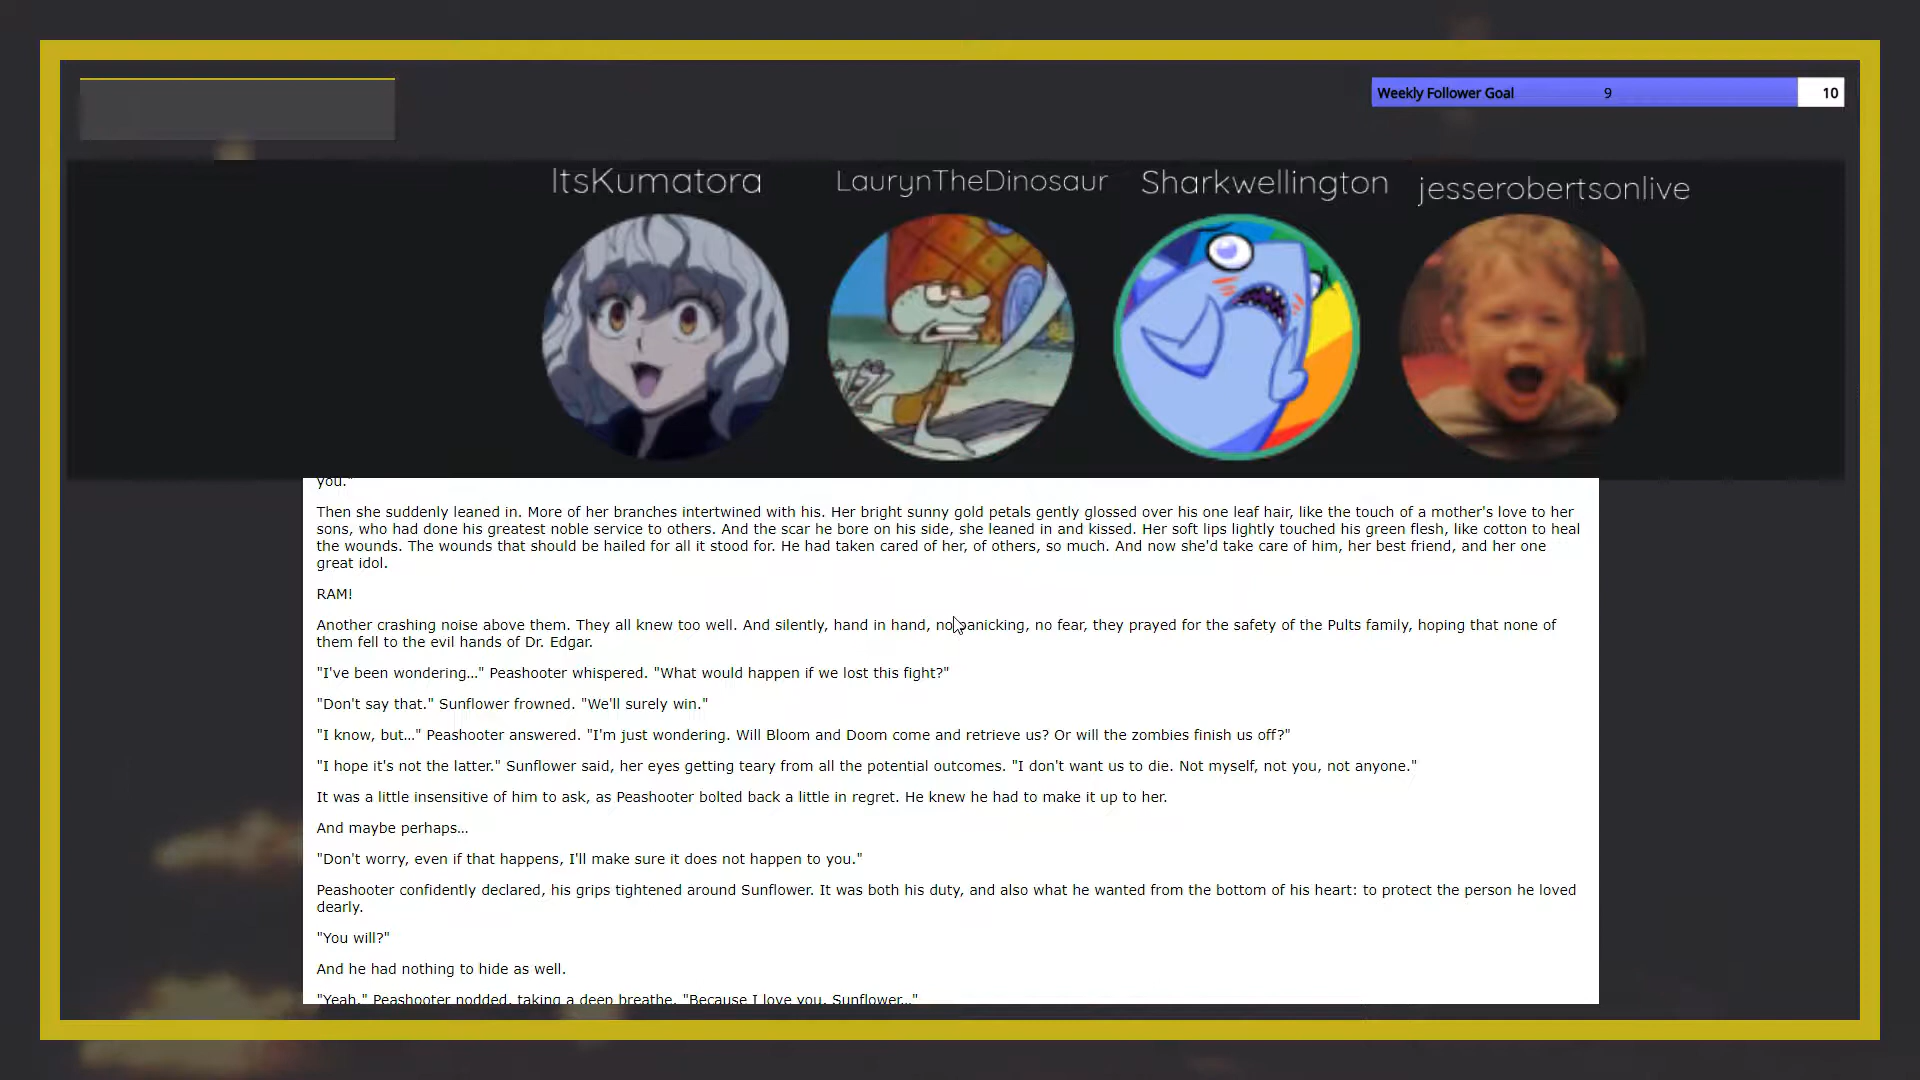 Weekly Follower Goal 9 10
ItsKumatora LaurynTheDinosaur Sharkwellington jesserobertsonlive
you."
Then she suddenly leaned in. More of her branches intertwined with his. Her bright sunny gold petals gently glossed over his one leaf hair, like the touch of a mother's love to her
sons, who had done his greatest noble service to others. And the scar he bore on his side, she leaned in and kissed. Her soft lips lightly touched his green flesh, like cotton to heal
the wounds. The wounds that should be hailed for all it stood for. He had taken cared of her, of others, so much. And now she'd take care of him, her best friend, and her one
great idol.
RAM!
Another crashing noise above them. They all knew too well. And silently, hand in hand, no panicking, no fear, they prayed for the safety of the Pults family, hoping that none of
them fell to the evil hands of Dr. Edgar.
"I've been wondering..." Peashooter whispered. "What would happen if we lost this fight?"
"Don't say that." Sunflower frowned. "We'll surely win."
"I know, but..." Peashooter answered. "I'm just wondering. Will Bloom and Doom come and retrieve us? Or will the zombies finish us off?"
"I hope it's not the latter." Sunflower said, her eyes getting teary from all the potential outcomes. "I don't want us to die. Not myself, not you, not anyone."
It was a little insensitive of him to ask, as Peashooter bolted back a little in regret. He knew he had to make it up to her.
And maybe perhaps...
"Don't worry, even if that happens, I'll make sure it does not happen to you."
Peashooter confidently declared, his grips tightened around Sunflower. It was both his duty, and also what he wanted from the bottom of his heart: to protect the person he loved
dearly.
"You will?"
And he had nothing to hide as well.
"Yeah." Peashooter nodded, taking a deep breathe. "Because I love you, Sunflower..."